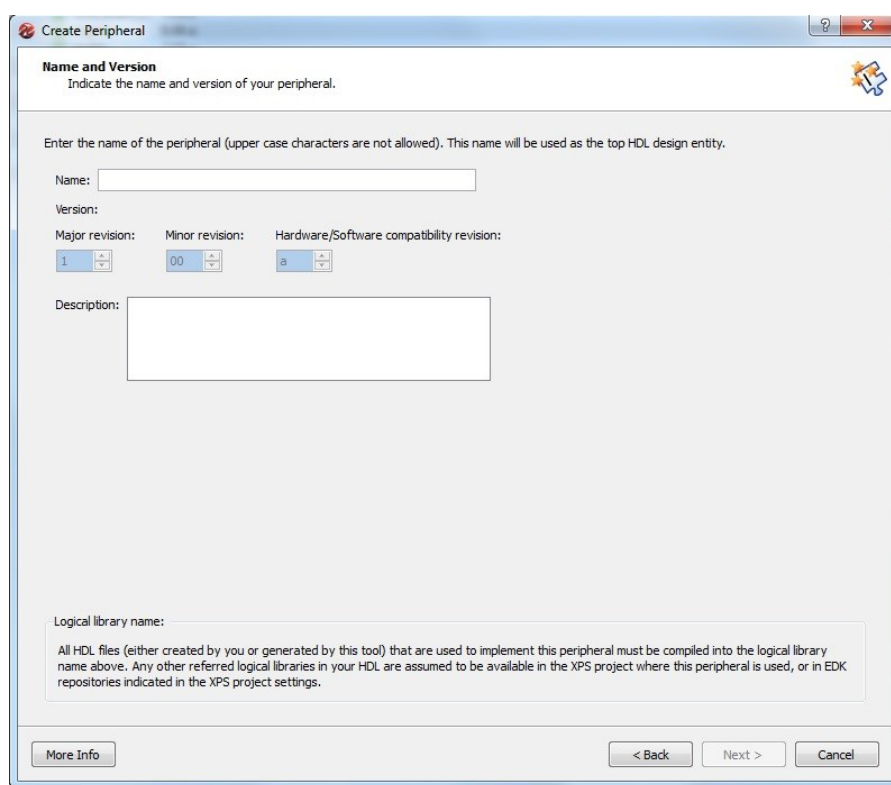 Create Peripheral
Name and Version
Indicate the name and version of your peripheral.
Enter the name of the peripheral (upper case characters are not allowed). This name will be used as the top HDL design entity.
Name:
Version:
Major revision: Minor revision: Hardware/Software compatibility revision:
1 00 a
Description:
Logical library name:
All HDL files (either created by you or generated by this tool) that are used to implement this peripheral must be compiled into the logical library
name above. Any other referred logical libraries in your HDL are assumed to be available in the XPS project where this peripheral is used, or in EDK
repositories indicated in the XPS project settings.
More Info < Back Next > Cancel